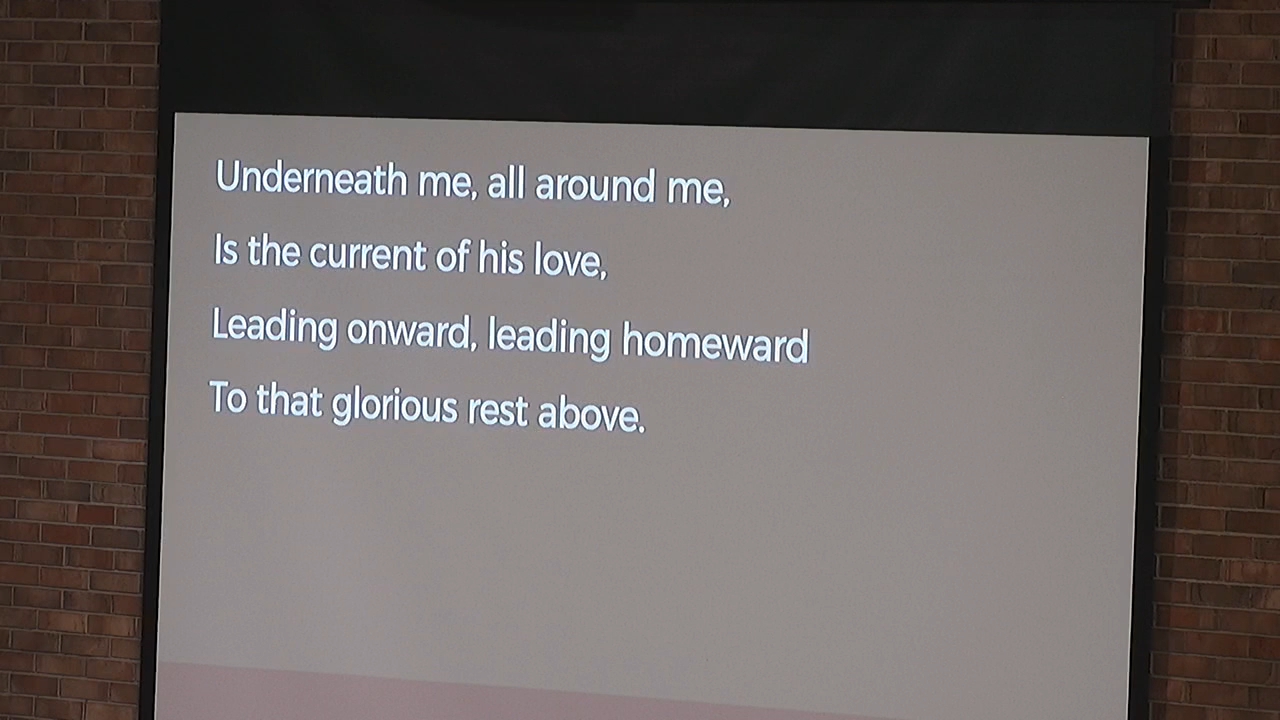 Underneath me, all around me,
Is the current of his love,
Leading onward, leading homeward
To that glorious rest above.